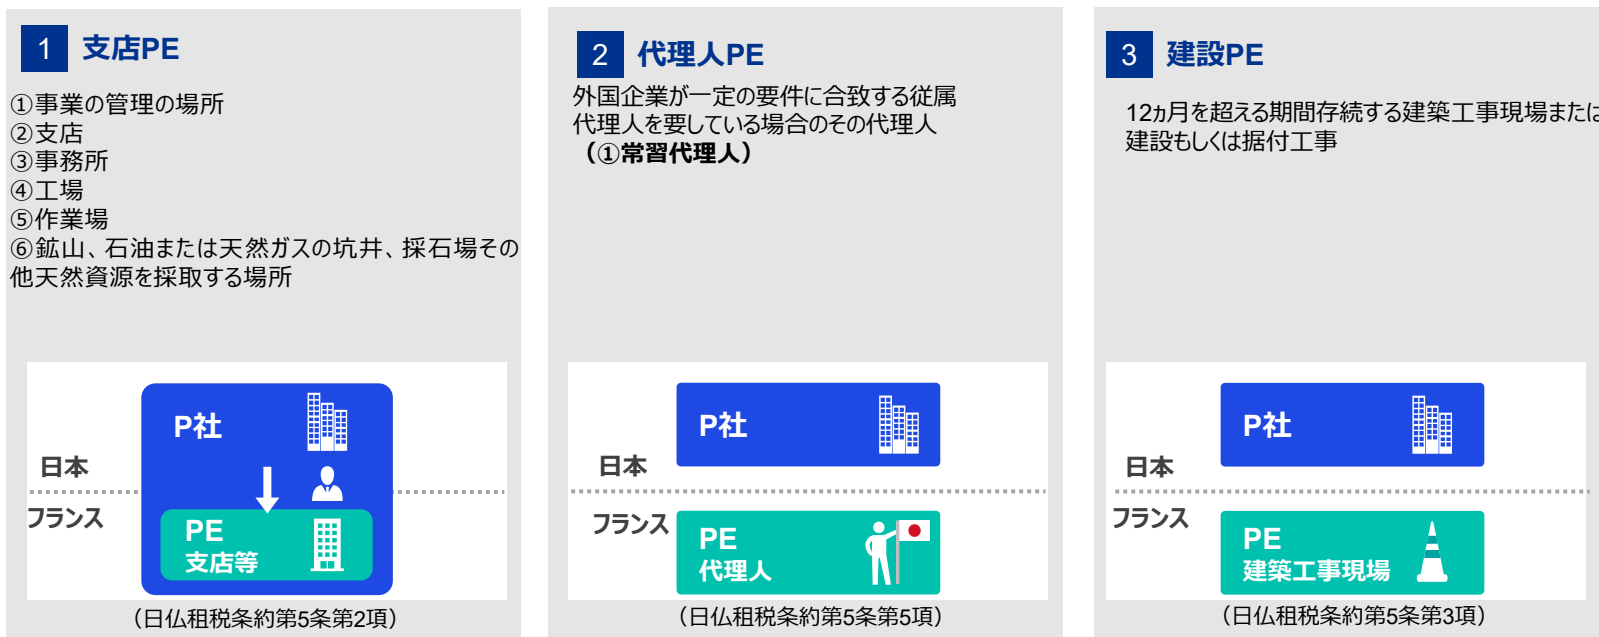 1 支店PE
①事業の管理の場所
②支店
③事務所
④工場
⑤作業場
⑥鉱山、石油または天然ガスの坑井、採石場その
他天然資源を採取する場所
P社
日本
フランス
PE
支店等
（日仏租税条約第5条第2項）
2 代理人PE
外国企業が一定の要件に合致する従属
代理人を要している場合のその代理人
（①常習代理人）
P社
日本
フランス
PE
代理人
（日仏租税条約第5条第5項）
3 建設PE
12ヵ月を超える期間存続する建築工事現場または
建設もしくは据付工事
P社
日本
フランス
PE
建築工事現場
（日仏租税条約第5条第3項）